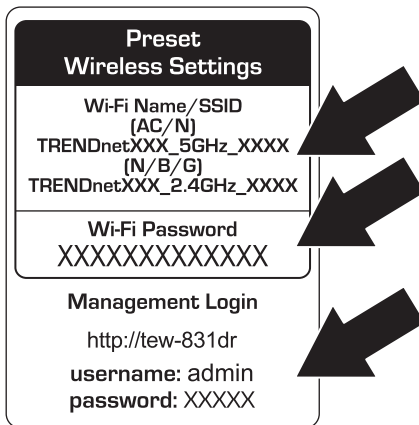 Preset
Wireless Settings
Wi-Fi Name/SSID
(AC/N)
TRENDnetXXX_5GHz_XXXX
(N/B/G)
TRENDnetXXX_2.4GHz_XXXX
Wi-Fi Password
XXXXXXXXXXXXX
Management Login
http://tew-831dr
username: admin
password: XXXXX